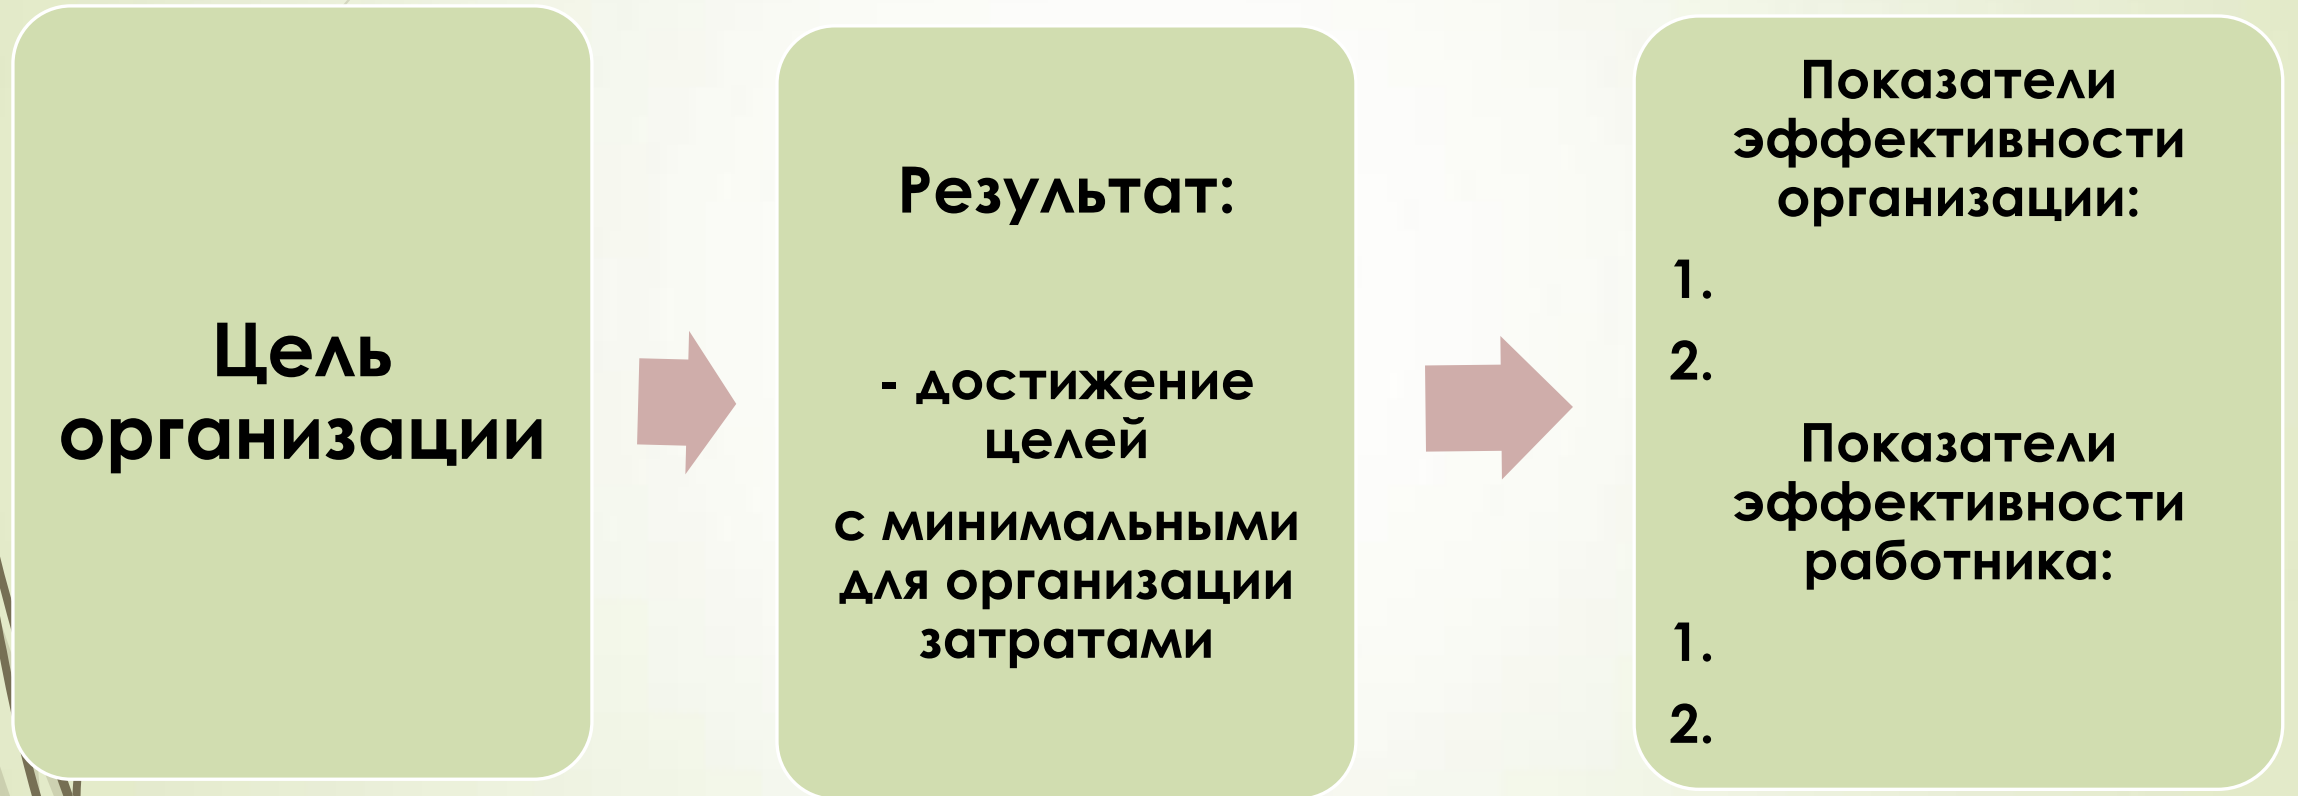 Цель
организации
Результат:
- достижение
целей
с минимальными
для организации
затратами
Показатели
эффективности
организации:
1.
2.
Показатели
эффективности
работника:
1.
2.